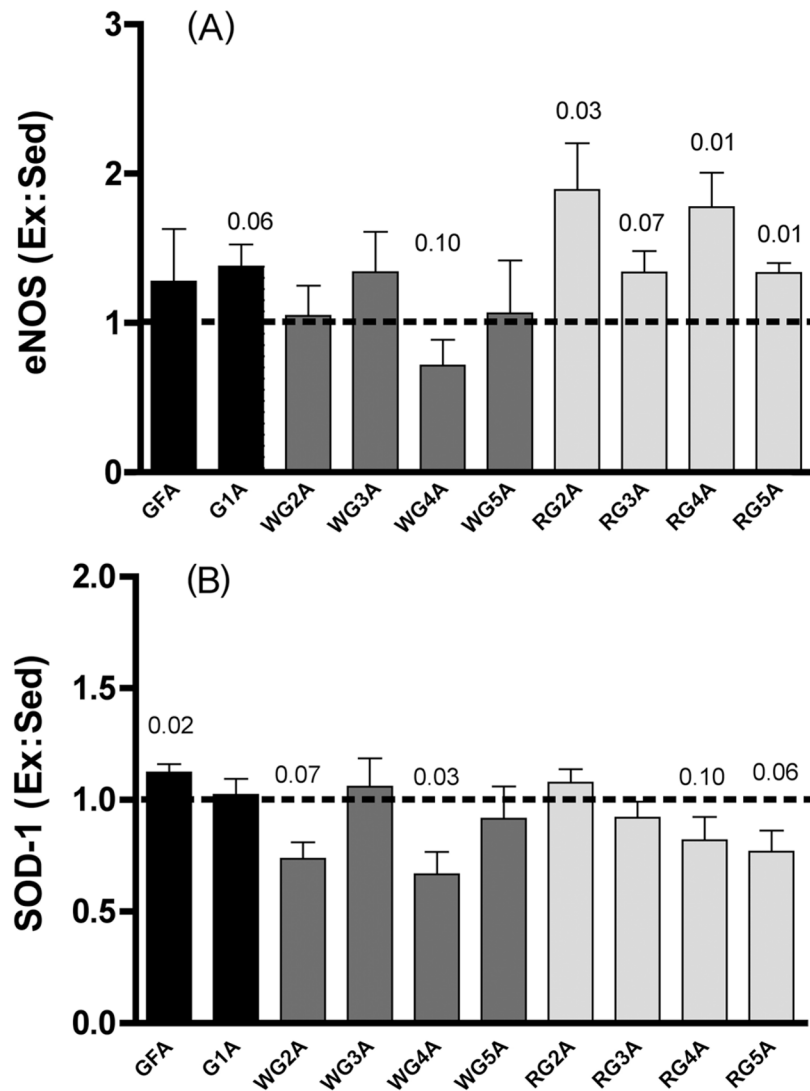 (A)
eNOS (Ex:Sed)
3
2
1
0
0.06
0.10
0.03
0.07
0.01
0.01
GFA
G1A
WG2A
WG3A
WG4A
WG5A
RG2A
RG3A
RG4A
RG5A
(B)
SOD-1 (Ex:Sed)
2.0
1.5
1.0
0.5
0.0
0.02
0.07
0.03
0.10
0.06
GFA
G1A
WG2A
WG3A
WG4A
WG5A
RG2A
RG3A
RG4A
RG5A